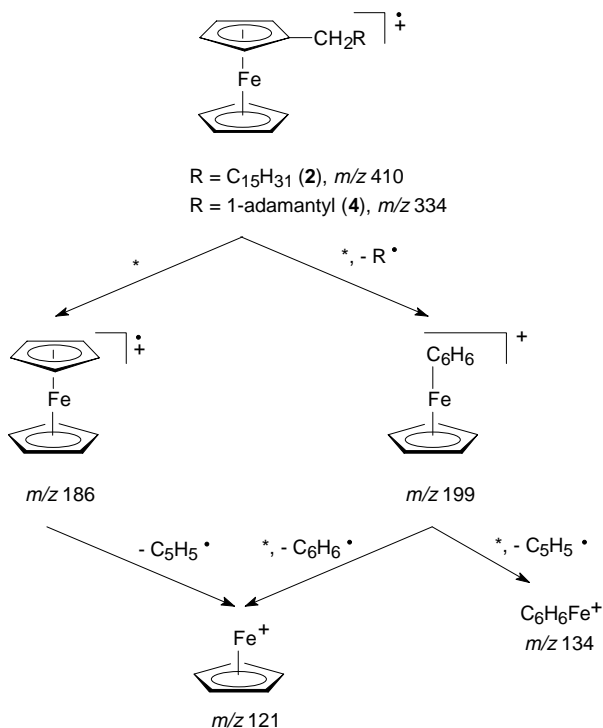 •
+
CH₂R
Fe
R = C₁₅H₃₁ (2), m/z 410
R = 1-adamantyl (4), m/z 334
*
*, - R •
•
+
+
C₆H₆
Fe
Fe
m/z 186
m/z 199
- C₅H₅ •
*, - C₆H₆ •
*, - C₅H₅ •
Fe⁺
C₆H₆Fe⁺
m/z 134
m/z 121